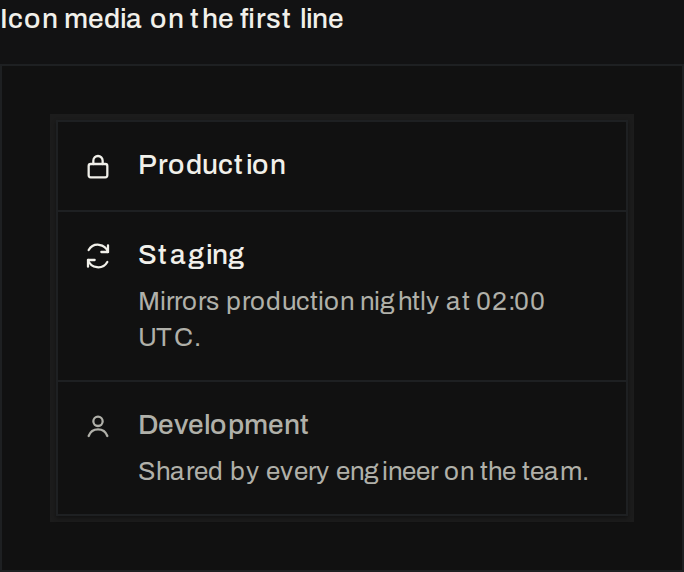 Icon media on the first line
Production
Staging
Mirrors production nightly at 02:00
UTC.
Development
Shared by every engineer on the team.